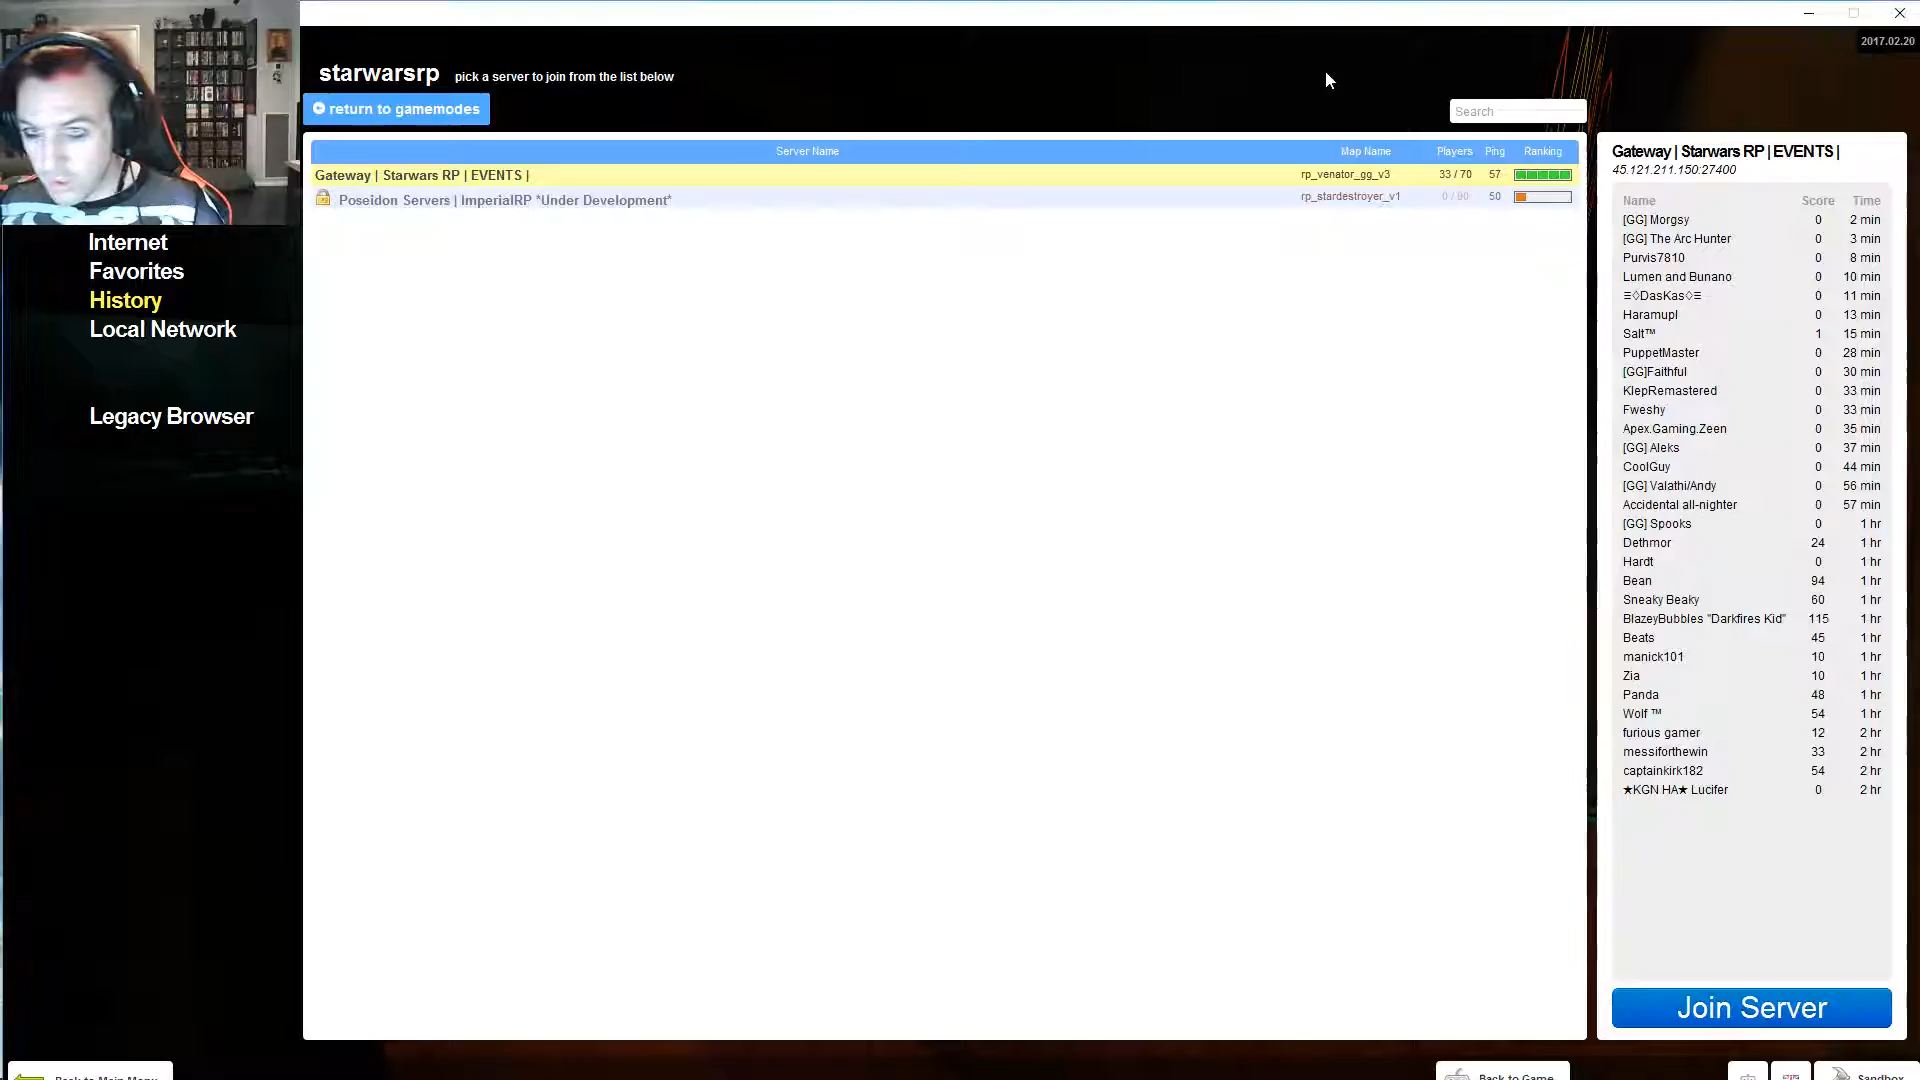 2017.02.20
starwarsrp pick a server to join from the list below
return to gamemodes
Search
Server Name Map Name Players Ping Ranking
Gateway | Starwars RP | EVENTS | rp_venator_gg_v3 33 / 70 57
Poseidon Servers | ImperialRP *Under Development* rp_stardestroyer_v1 0 / 90 50
Internet
Favorites
History
Local Network
Legacy Browser
Gateway | Starwars RP | EVENTS |
45.121.211.150:27400
Name Score Time
[GG] Morgsy 0 2 min
[GG] The Arc Hunter 0 3 min
Purvis7810 0 8 min
Lumen and Bunano 0 10 min
Ξ♢DasKas♢Ξ 0 11 min
Haramupl 0 13 min
Salt™ 1 15 min
PuppetMaster 0 28 min
[GG]Faithful 0 30 min
KlepRemastered 0 33 min
Fweshy 0 33 min
Apex.Gaming.Zeen 0 35 min
[GG] Aleks 0 37 min
CoolGuy 0 44 min
[GG] Valathi/Andy 0 56 min
Accidental all-nighter 0 57 min
[GG] Spooks 0 1 hr
Dethmor 24 1 hr
Hardt 0 1 hr
Bean 94 1 hr
Sneaky Beaky 60 1 hr
BlazeyBubbles "Darkfires Kid" 115 1 hr
Beats 45 1 hr
manick101 10 1 hr
Zia 10 1 hr
Panda 48 1 hr
Wolf ™ 54 1 hr
furious gamer 12 2 hr
messiforthewin 33 2 hr
captainkirk182 54 2 hr
★KGN HA★ Lucifer 0 2 hr
Join Server
Back to Main Menu
Back to Game
Sandbox